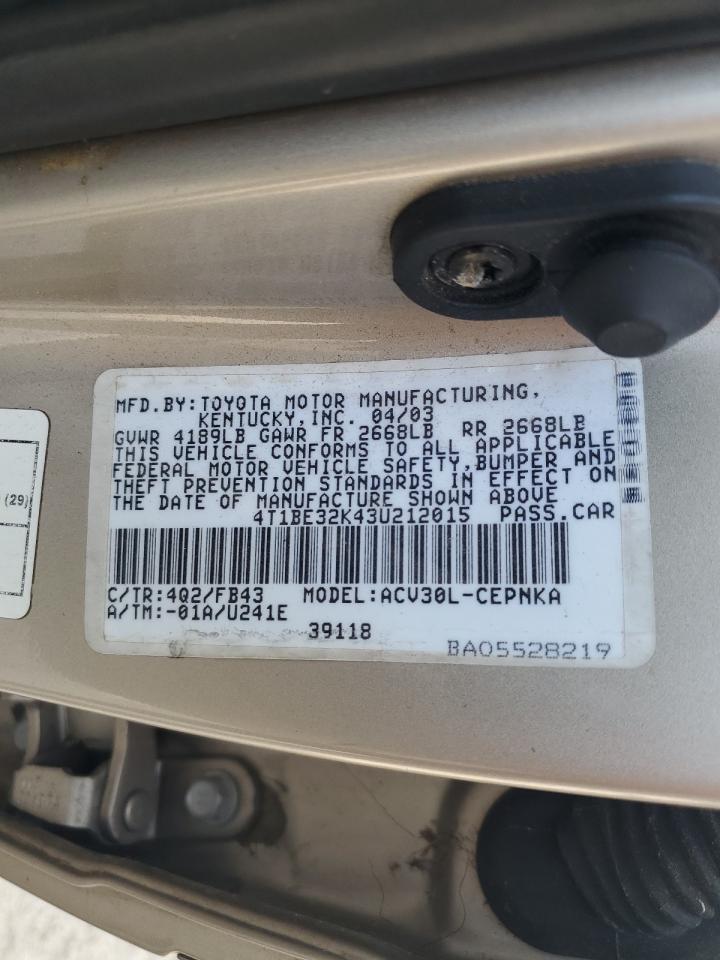 MFD.BY:TOYOTA MOTOR MANUFACTURING,
KENTUCKY,INC. 04/03
GVWR 4189LB GAWR FR 2668LB RR 2668LB
THIS VEHICLE CONFORMS TO ALL APPLICABLE
FEDERAL MOTOR VEHICLE SAFETY,BUMPER AND
THEFT PREVENTION STANDARDS IN EFFECT ON
THE DATE OF MANUFACTURE SHOWN ABOVE
4T1BE32K43U212015 PASS.CAR
C/TR:4Q2/FB43 MODEL:ACV30L-CEPNKA
A/TM:-01A/U241E
39118
BA05528219
(29)